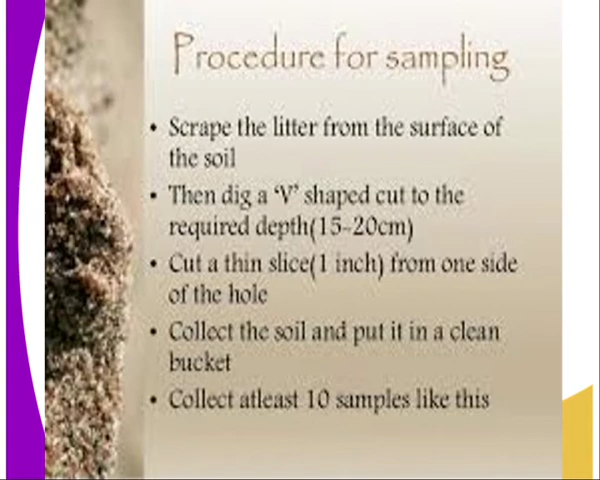 Procedure for sampling
• Scrape the litter from the surface of
the soil
• Then dig a ‘V’ shaped cut to the
required depth(15-20cm)
• Cut a thin slice(1 inch) from one side
of the hole
• Collect the soil and put it in a clean
bucket
• Collect atleast 10 samples like this